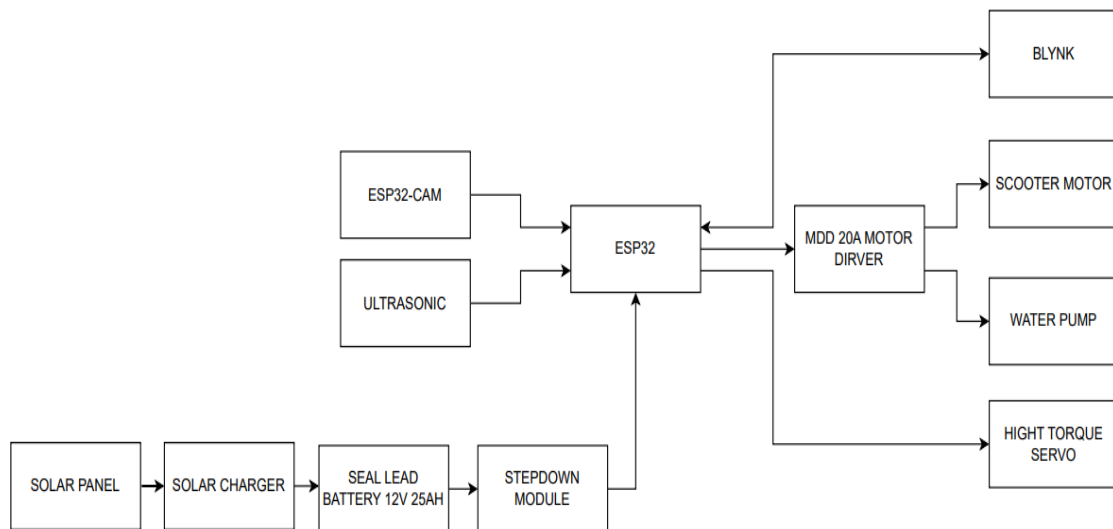 BLYNK
ESP32-CAM
SCOOTER MOTOR
ESP32
MDD 20A MOTOR
DIRVER
ULTRASONIC
WATER PUMP
HIGHT TORQUE
SERVO
SOLAR PANEL
SOLAR CHARGER
SEAL LEAD
BATTERY 12V 25AH
STEPDOWN
MODULE